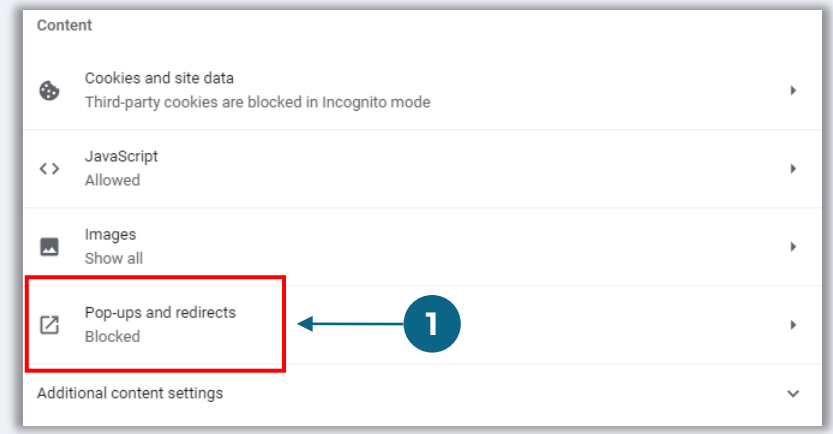 Content
Cookies and site data
Third-party cookies are blocked in Incognito mode
JavaScript
Allowed
Images
Show all
Pop-ups and redirects
Blocked
1
Additional content settings